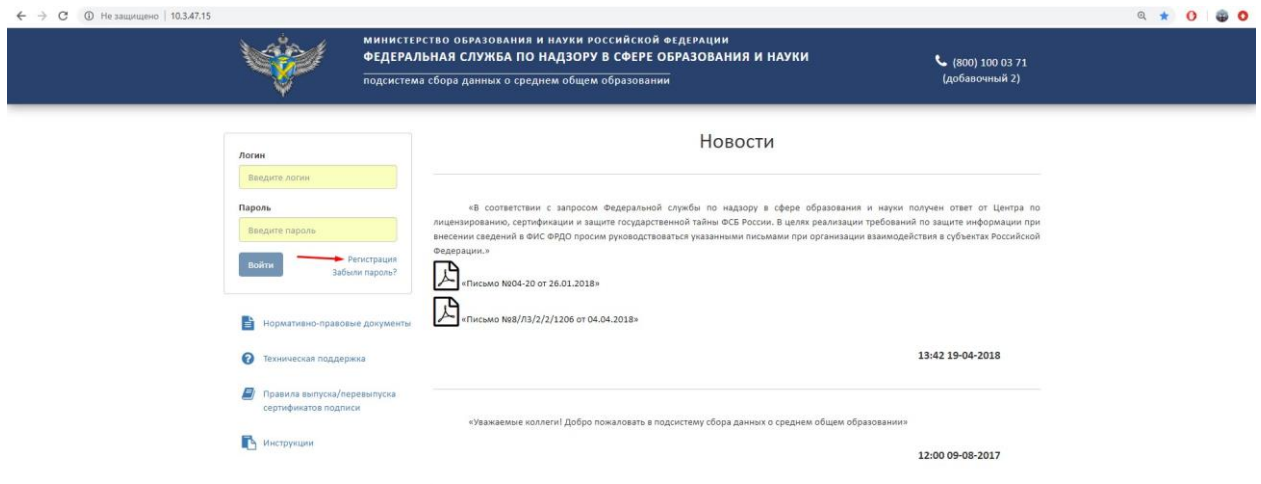 Не защищено | 10.3.47.15
МИНИСТЕРСТВО ОБРАЗОВАНИЯ И НАУКИ РОССИЙСКОЙ ФЕДЕРАЦИИ
ФЕДЕРАЛЬНАЯ СЛУЖБА ПО НАДЗОРУ В СФЕРЕ ОБРАЗОВАНИЯ И НАУКИ
подсистема сбора данных о среднем общем образовании
(800) 100 03 71
(добавочный 2)
Логин
Введите логин
Пароль
Введите пароль
Войти
Регистрация
Забыли пароль?
Нормативно-правовые документы
Техническая поддержка
Правила выпуска/перевыпуска
сертификатов подписи
Инструкции
Новости
«В соответствии с запросом Федеральной службы по надзору в сфере образования и науки получен ответ от Центра по
лицензированию, сертификации и защите государственной тайны ФСБ России. В целях реализации требований по защите информации при
внесении сведений в ФИС ФРДО просим руководствоваться указанными письмами при организации взаимодействия в субъектах Российской
Федерации.»
«Письмо №04-20 от 26.01.2018»
«Письмо №8/ЛЗ/2/2/1206 от 04.04.2018»
13:42 19-04-2018
«Уважаемые коллеги! Добро пожаловать в подсистему сбора данных о среднем общем образовании»
12:00 09-08-2017